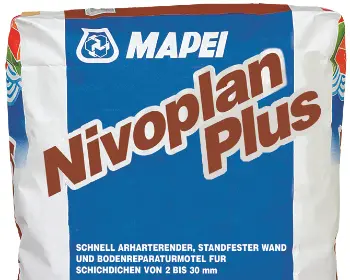 MAPEI
Nivoplan
Plus
SCHNELL ARHARTERENDER, STANDFESTER WAND
UND BODENREPARATURMOTEL FUR
SCHICHDICHEN VON 2 BIS 30 mm